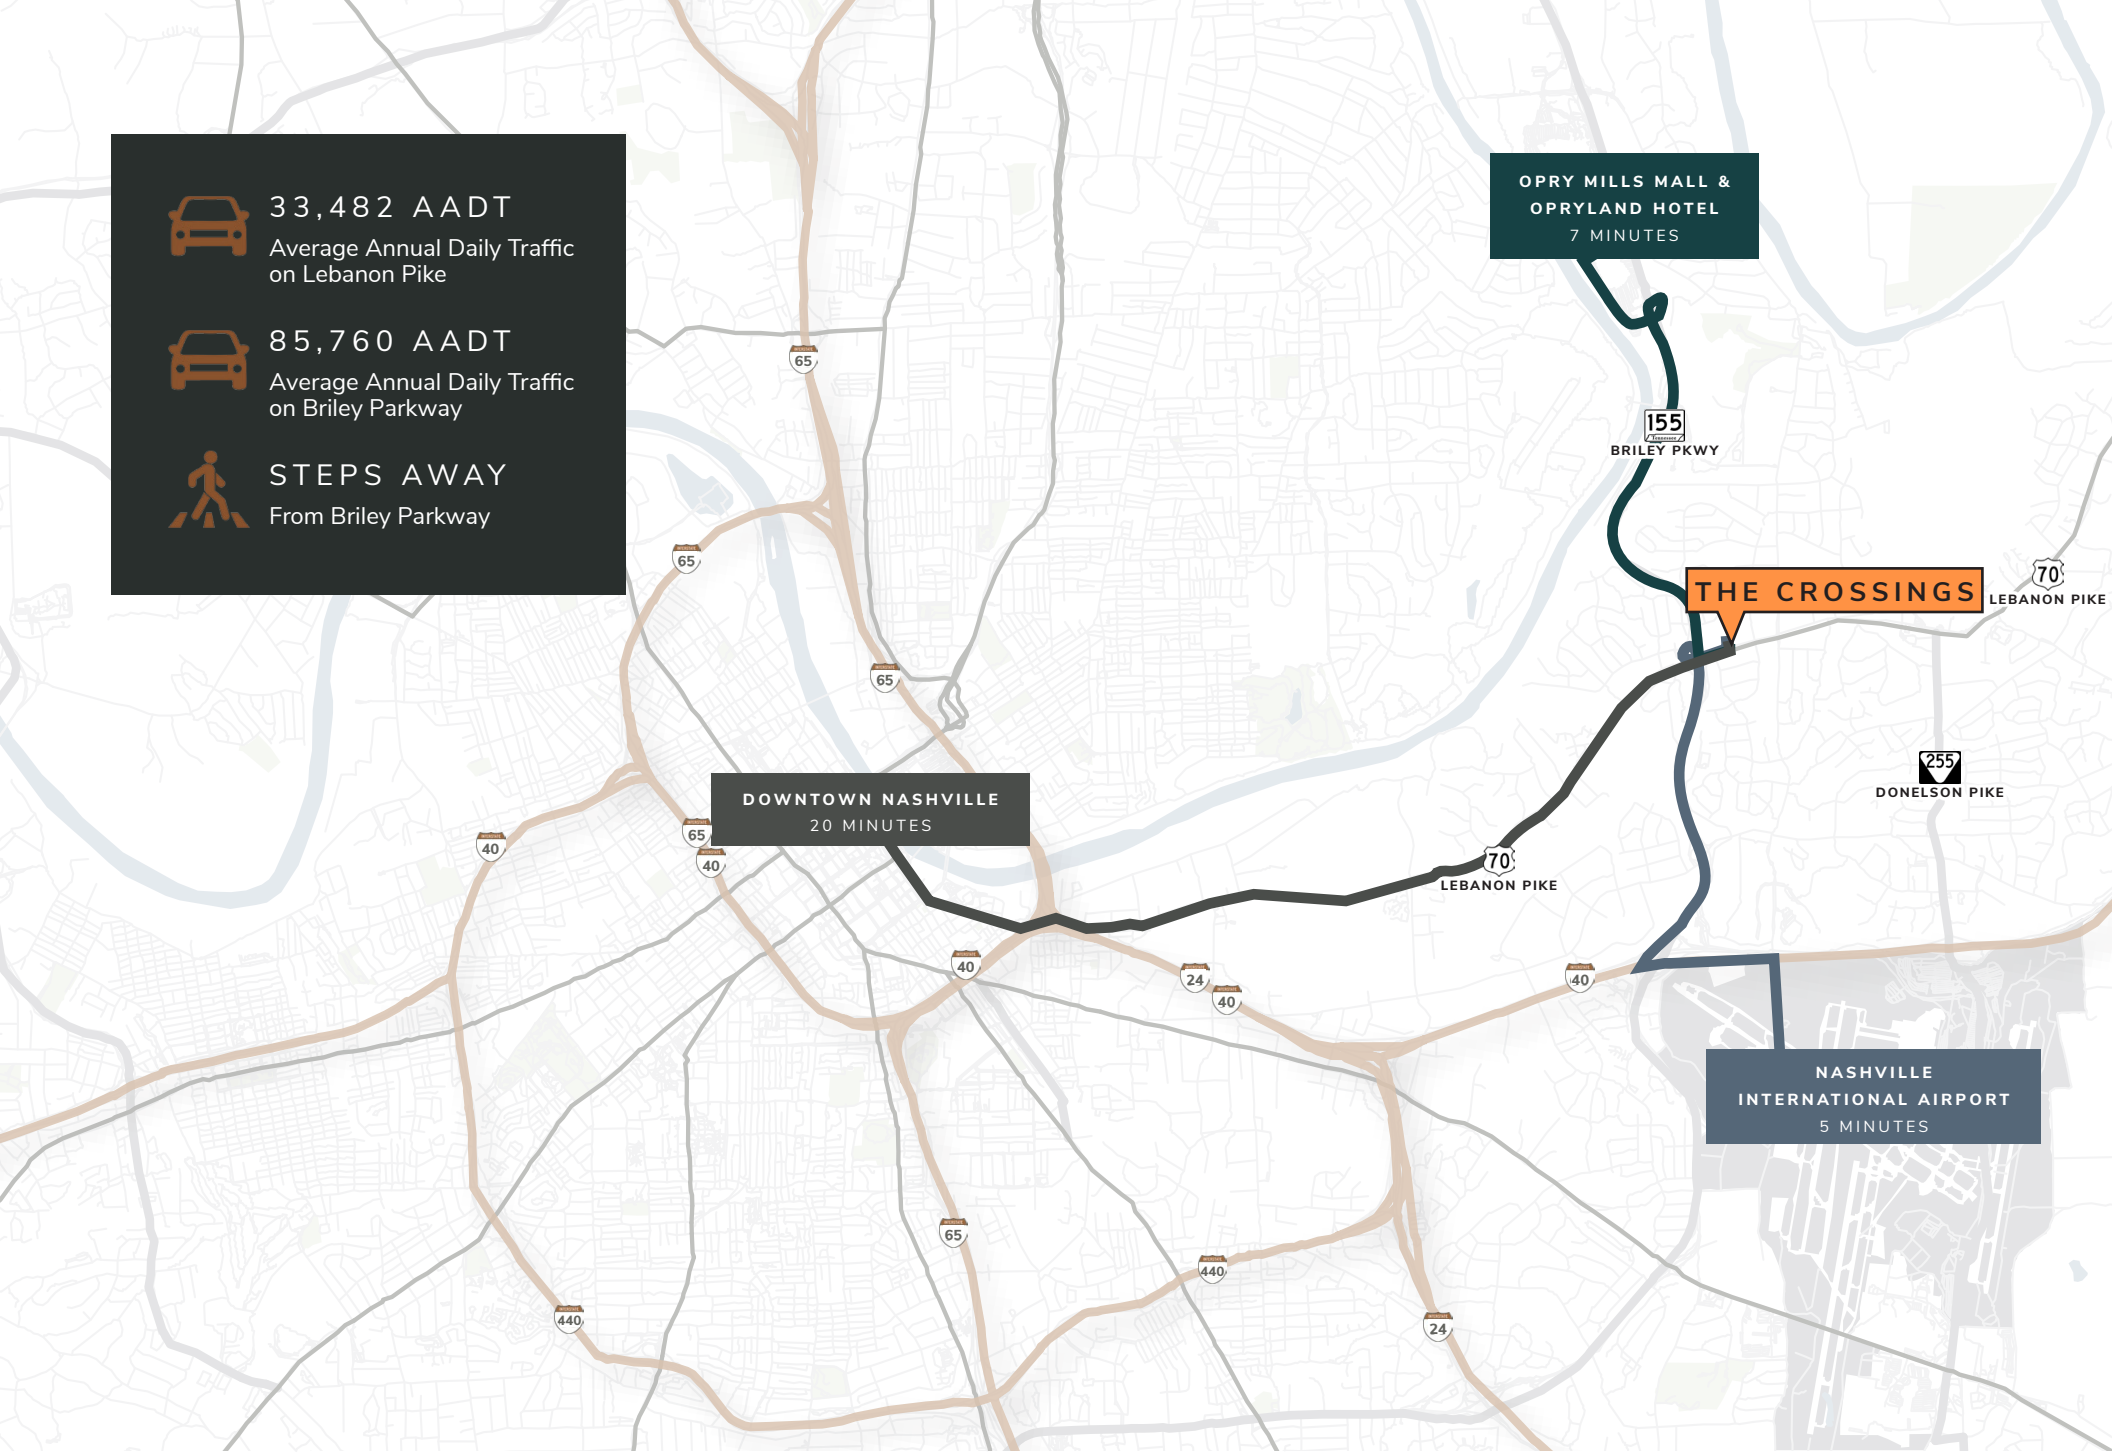 33,482 AADT
Average Annual Daily Traffic
on Lebanon Pike
85,760 AADT
Average Annual Daily Traffic
on Briley Parkway
STEPS AWAY
From Briley Parkway
OPRY MILLS MALL &
OPRYLAND HOTEL
7 MINUTES
65
155
BRILEY PKWY
65
THE CROSSINGS
70
LEBANON PIKE
65
255
DONELSON PIKE
DOWNTOWN NASHVILLE
20 MINUTES
65
40
40
70
LEBANON PIKE
40
24
40
40
NASHVILLE
INTERNATIONAL AIRPORT
5 MINUTES
65
440
440
24